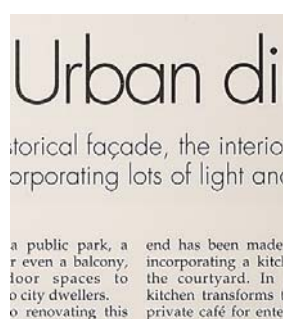 Urban di
storical façade, the interio
orporating lots of light and
a public park, a
r even a balcony,
door spaces to
o city dwellers.
o renovating this
end has been made
incorporating a kitch
the courtyard. In
kitchen transforms t
private café for ente